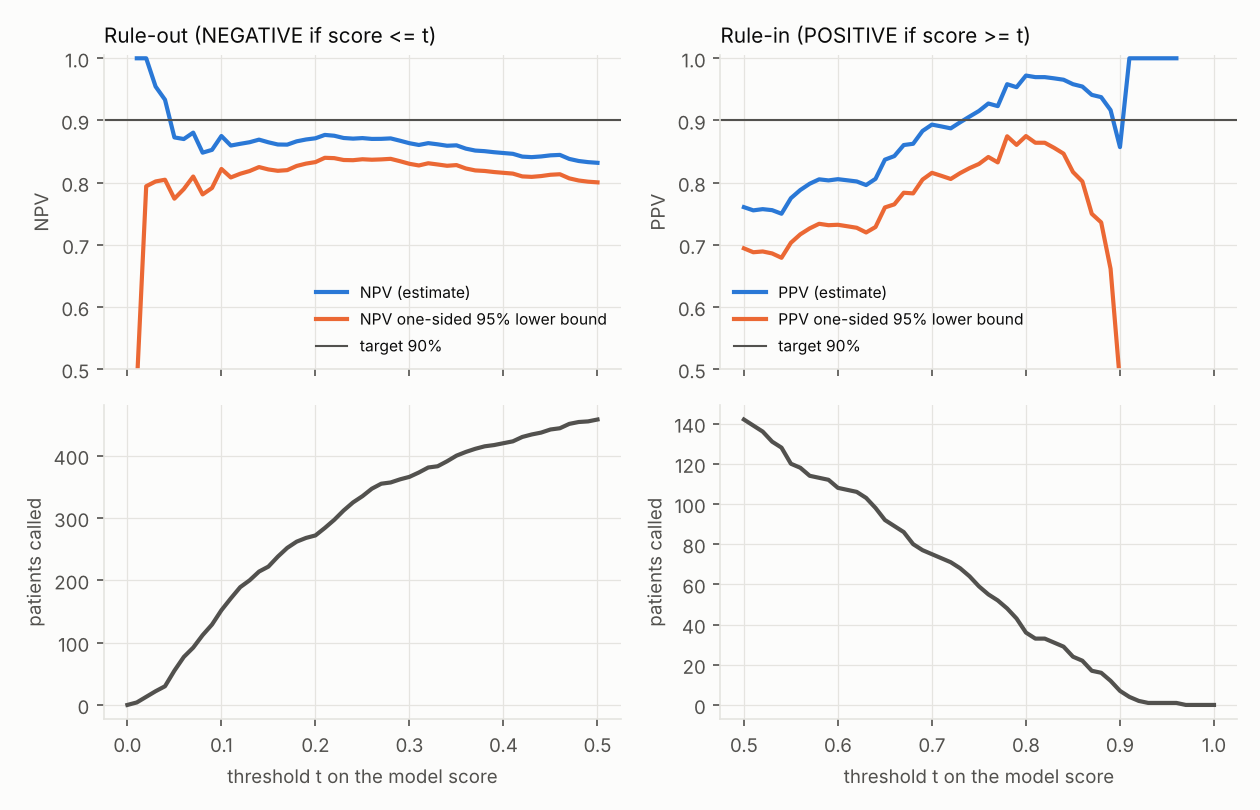 Rule-out (NEGATIVE if score <= t)
1.0
0.9
0.8
0.7
0.6
0.5
NPV
NPV (estimate)
NPV one-sided 95% lower bound
target 90%
Rule-in (POSITIVE if score >= t)
1.0
0.9
0.8
0.7
0.6
0.5
PPV
PPV (estimate)
PPV one-sided 95% lower bound
target 90%
400
300
200
100
0
patients called
0.0 0.1 0.2 0.3 0.4 0.5
threshold t on the model score
140
120
100
80
60
40
20
0
patients called
0.5 0.6 0.7 0.8 0.9 1.0
threshold t on the model score